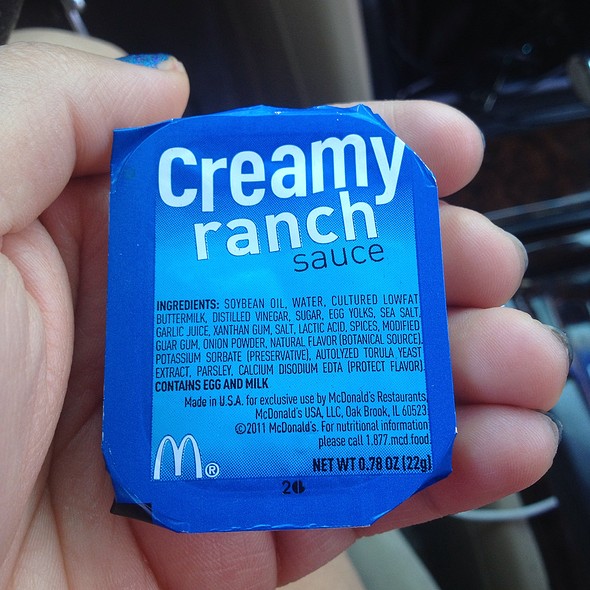 Creamy
ranch
sauce
INGREDIENTS: SOYBEAN OIL, WATER, CULTURED LOWFAT
BUTTERMILK, DISTILLED VINEGAR, SUGAR, EGG YOLKS, SEA SALT,
GARLIC JUICE, XANTHAN GUM, SALT, LACTIC ACID, SPICES, MODIFIED
GUAR GUM, ONION POWDER, NATURAL FLAVOR (BOTANICAL SOURCE),
POTASSIUM SORBATE (PRESERVATIVE), AUTOLYZED TORULA YEAST
EXTRACT, PARSLEY, CALCIUM DISODIUM EDTA (PROTECT FLAVOR).
CONTAINS EGG AND MILK
Made in U.S.A. for exclusive use by McDonald's Restaurants.
McDonald's USA, LLC, Oak Brook, IL 60523
©2011 McDonald's. For nutritional information
please call 1.877.mcd.food.
M®
NET WT 0.78 OZ (22g)
2